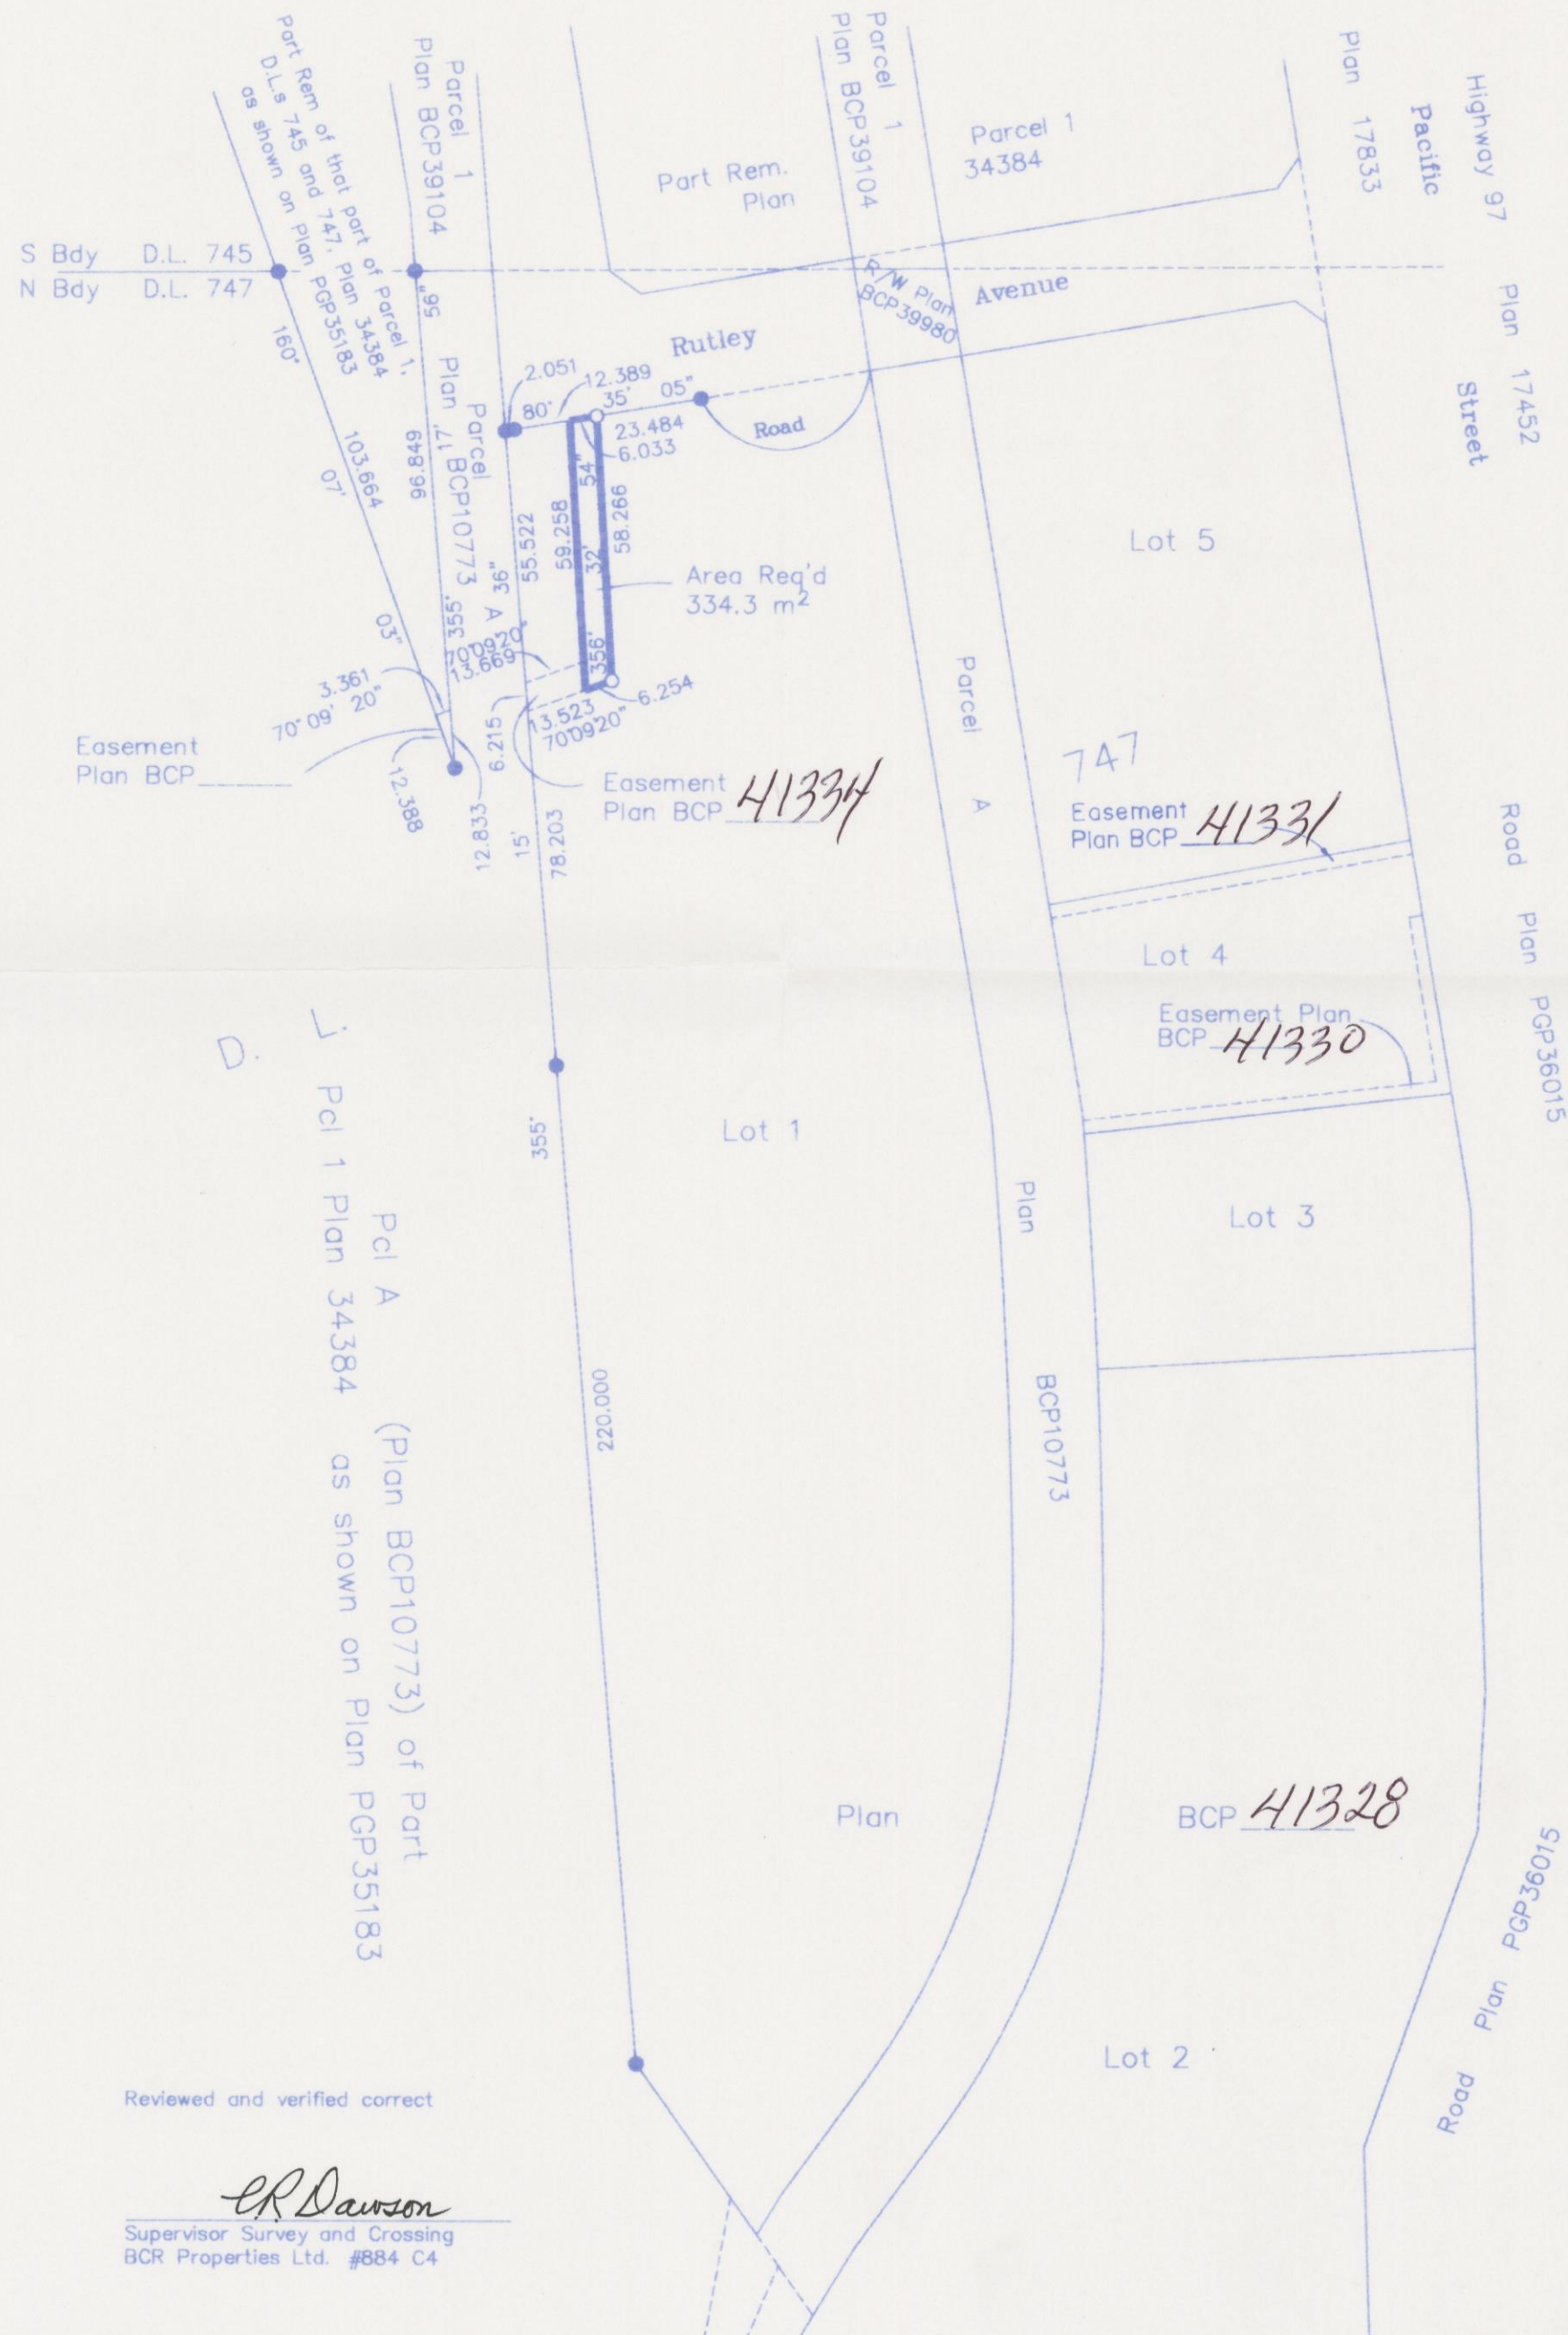 Highway 97
Pacific
Plan 17833
Plan 17452
Street
Parcel 1
Plan BCP39104
Parcel 1
34384
Part Rem.
Plan
Parcel 1
Plan BCP39104
Part Rem of that part of Parcel 1,
D.L.s 745 and 747, Plan 34384
as shown on Plan PGP35183
S Bdy D.L. 745
N Bdy D.L. 747
R/W Plan
BCP39980
Avenue
Rutley
Road
2.051
12.389
80°
35'
05"
23.484
6.033
160°
103.664
07'
03"
56"
96.849
17'
355°
Parcel
A
Plan BCP10773
36"
55.522
59.258
54"
32'
356°
58.266
Area Req'd
334.3 m²
Lot 5
70°09'20"
13.669
3.361
70°09' 20"
Easement
Plan BCP
12.388
12.833
6.215
13.523
70°09'20"
6.254
15'
78.203
Easement
Plan BCP 41334
Parcel A
747
Easement
Plan BCP 41331
Road Plan PGP36015
Lot 4
Easement Plan
BCP 41330
D. L.
355°
Lot 1
Lot 3
Plan
BCP10773
220.000
Pcl A (Plan BCP10773) of Part
Pcl 1 Plan 34384 as shown on Plan PGP35183
Plan
BCP 41328
Road Plan PGP36015
Lot 2
Reviewed and verified correct
C R Dawson
Supervisor Survey and Crossing
BCR Properties Ltd. #884 C4